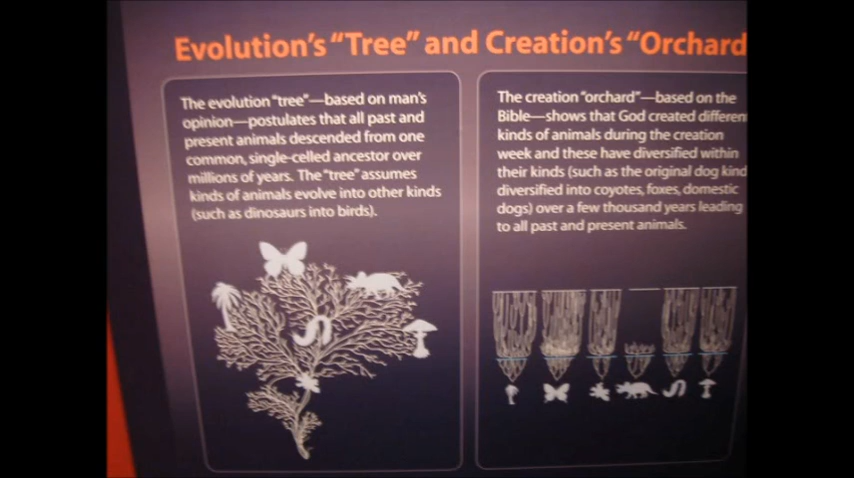 Evolution's "Tree" and Creation's "Orchard
The evolution "tree"—based on man's
opinion—postulates that all past and
present animals descended from one
common, single-celled ancestor over
millions of years. The "tree" assumes
kinds of animals evolve into other kinds
(such as dinosaurs into birds).
The creation "orchard"—based on the
Bible—shows that God created differen
kinds of animals during the creation
week and these have diversified within
their kinds (such as the original dog kind
diversified into coyotes, foxes, domestic
dogs) over a few thousand years leading
to all past and present animals.